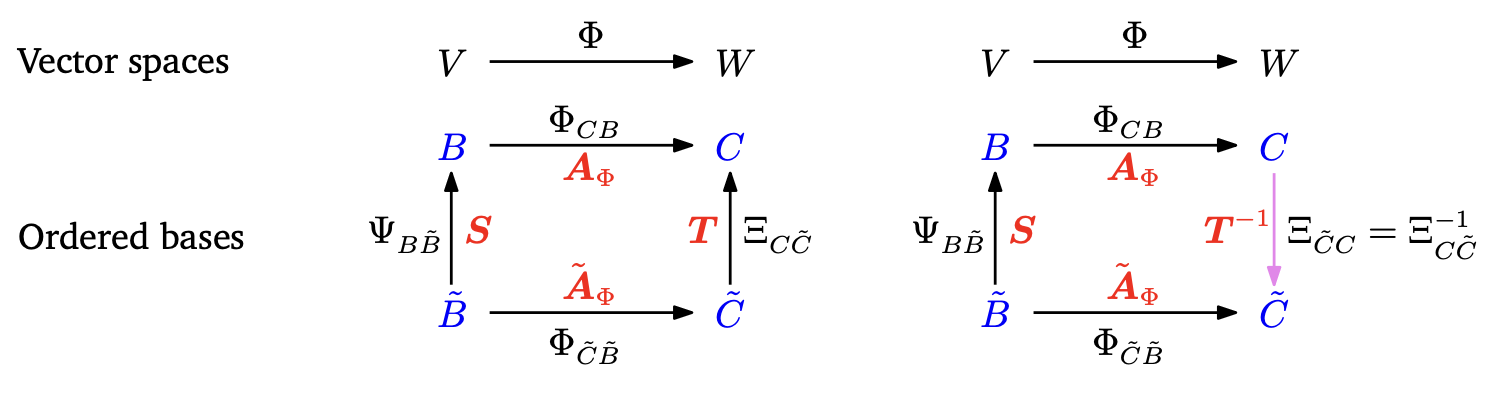 Vector spaces V Φ W V Φ W
B Φ_{CB} C B Φ_{CB} C
A_Φ A_Φ
Ordered bases Ψ_{BB̃} S T Ξ_{CC̃} Ψ_{BB̃} S T⁻¹ Ξ_{C̃C} = Ξ_{CC̃}^{-1}
Ã_Φ Ã_Φ
B̃ C̃ B̃ C̃
Φ_{C̃B̃} Φ_{C̃B̃}